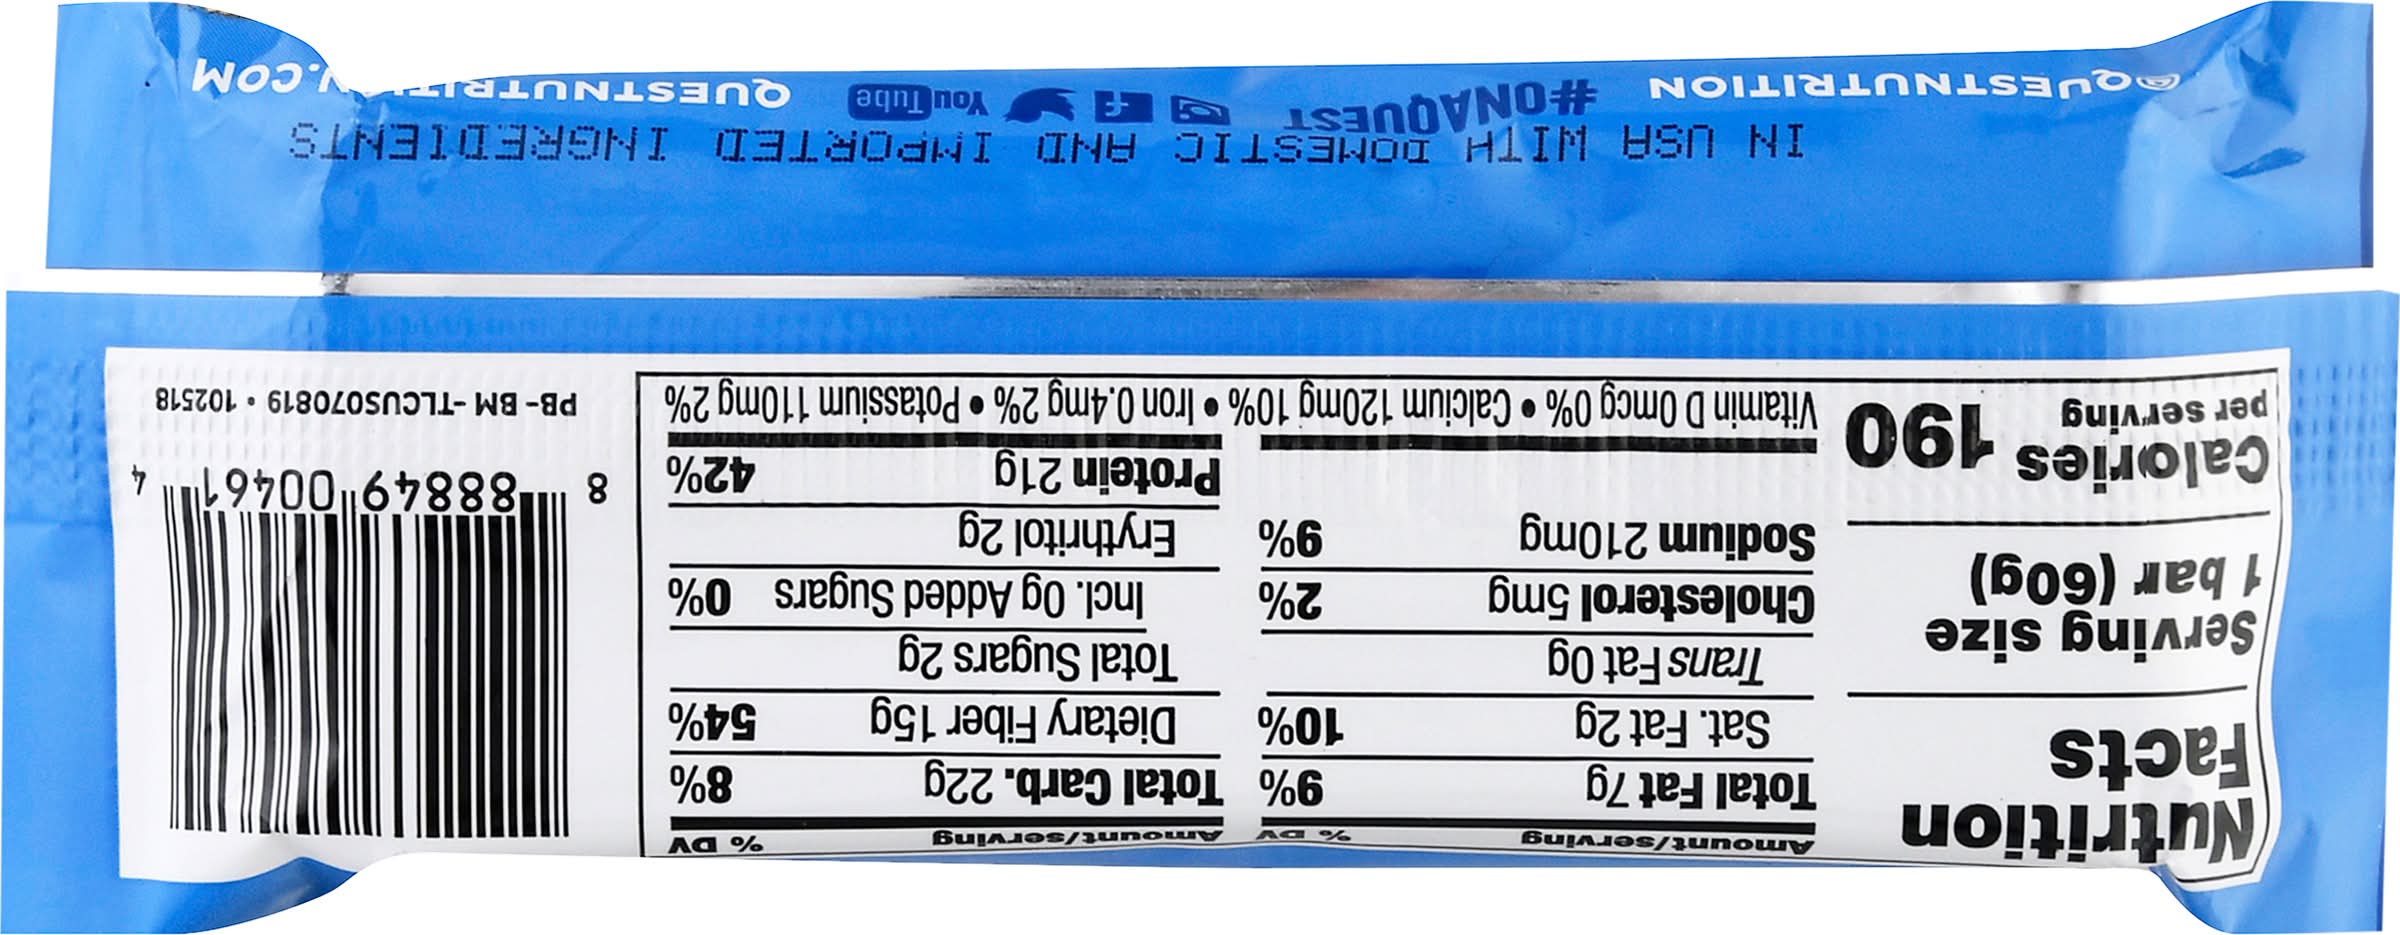 Nutrition
Facts
Serving size
1 bar (60g)
Calories 190
per serving
Amount/serving % DV
Total Fat 7g 9%
Sat. Fat 2g 10%
Trans Fat 0g
Cholesterol 5mg 2%
Sodium 210mg 9%
Amount/serving % DV
Total Carb. 22g 8%
Dietary Fiber 15g 54%
Total Sugars 2g
Incl. 0g Added Sugars 0%
Erythritol 2g
Protein 21g 42%
Vitamin D 0mcg 0% • Calcium 120mg 10% • Iron 0.4mg 2% • Potassium 110mg 2%
8 88849 00461 4
PB-BM-TLCUS070819 • 102518
IN USA WITH DOMESTIC AND IMPORTED INGREDIENTS
@QUESTNUTRITION #ONAQUEST YouTube QUESTNUTRITION.COM